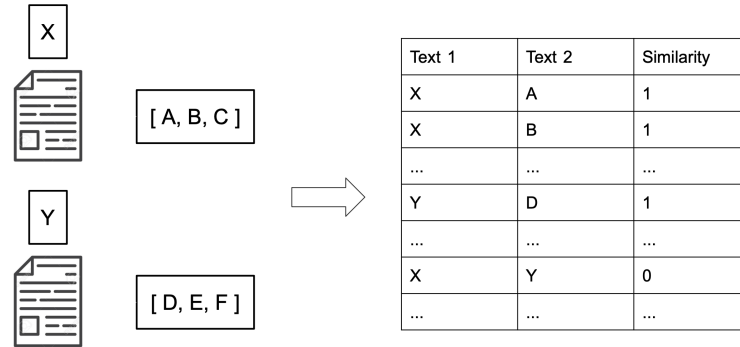 X
[ A, B, C ]
Y
[ D, E, F ]
Text 1 Text 2 Similarity
X A 1
X B 1
... ... ...
Y D 1
... ... ...
X Y 0
... ... ...